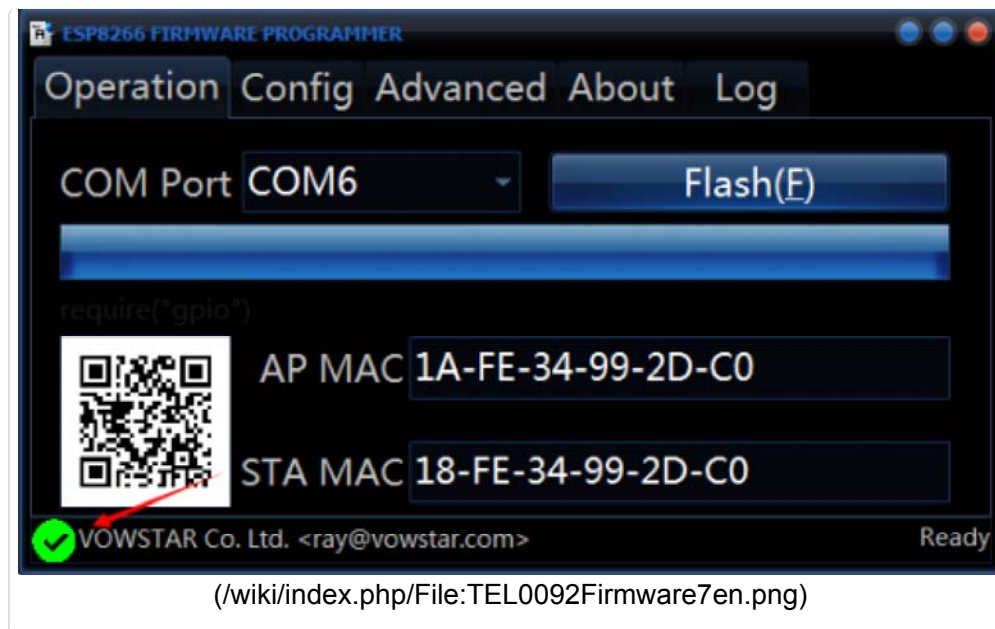 ESP8266 FIRMWARE PROGRAMMER
Operation Config Advanced About Log
COM Port COM6 Flash(F)
require("gpio")
AP MAC 1A-FE-34-99-2D-C0
STA MAC 18-FE-34-99-2D-C0
VOWSTAR Co. Ltd. <ray@vowstar.com> Ready
(/wiki/index.php/File:TEL0092Firmware7en.png)